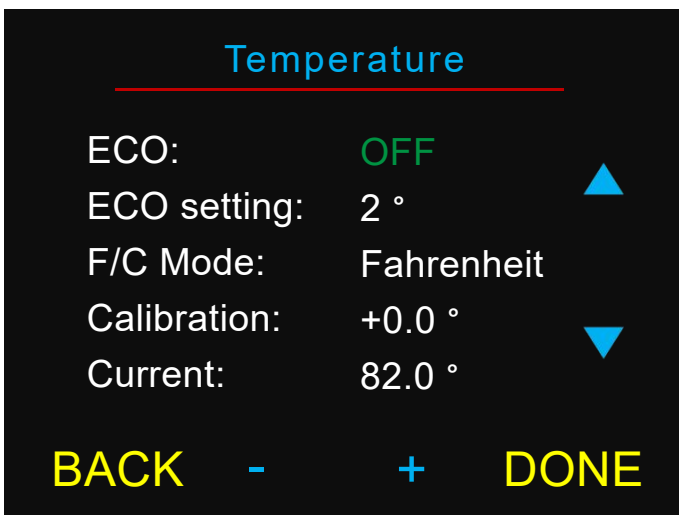 Temperature
ECO: OFF
ECO setting: 2 °
F/C Mode: Fahrenheit
Calibration: +0.0 °
Current: 82.0 °
BACK - + DONE